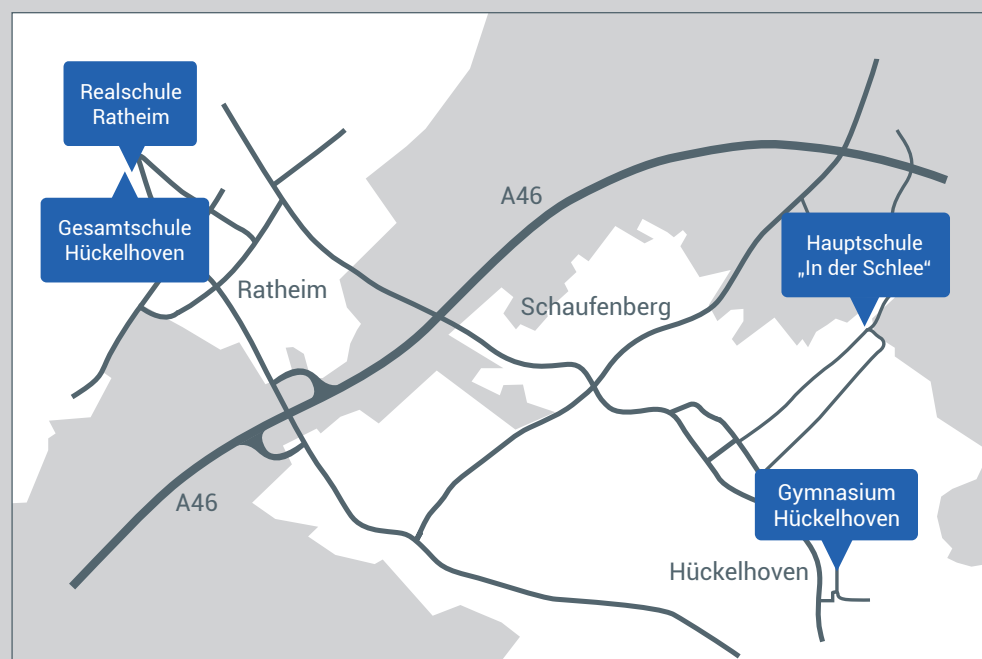 Realschule
Ratheim
Gesamtschule
Hückelhoven
Ratheim
A46
Schaufenberg
Hauptschule
„In der Schlee“
A46
Gymnasium
Hückelhoven
Hückelhoven